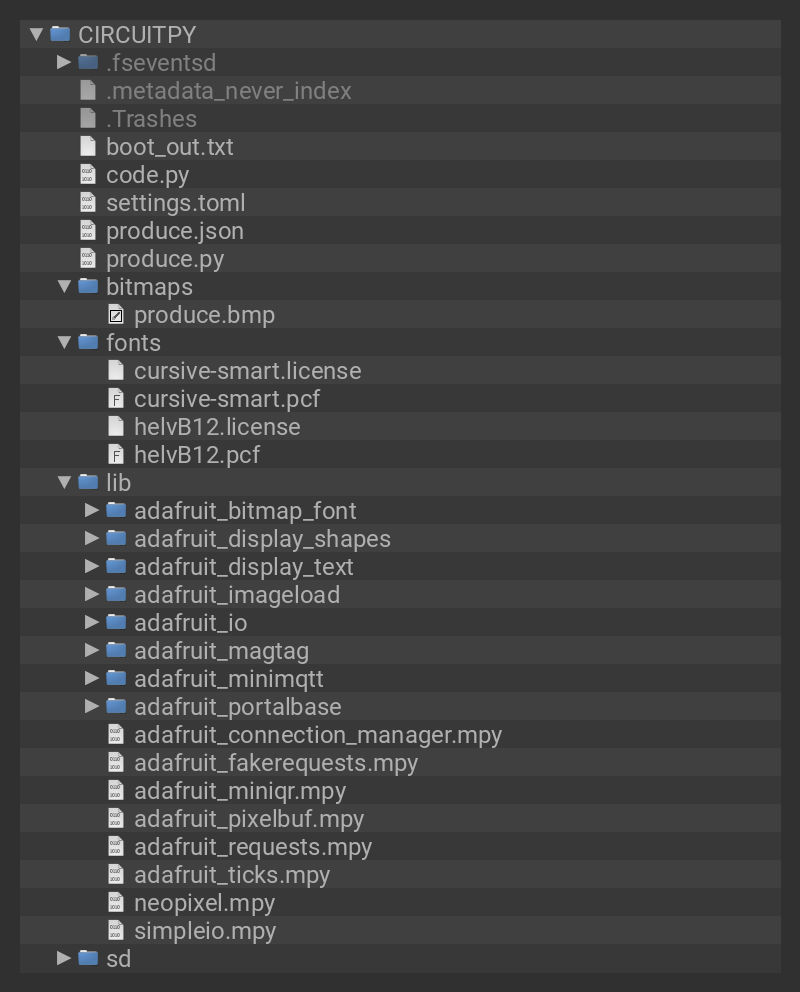 CIRCUITPY
.fseventsd
.metadata_never_index
.Trashes
boot_out.txt
code.py
settings.toml
produce.json
produce.py
bitmaps
produce.bmp
fonts
cursive-smart.license
cursive-smart.pcf
helvB12.license
helvB12.pcf
lib
adafruit_bitmap_font
adafruit_display_shapes
adafruit_display_text
adafruit_imageload
adafruit_io
adafruit_magtag
adafruit_minimqtt
adafruit_portalbase
adafruit_connection_manager.mpy
adafruit_fakerequests.mpy
adafruit_miniqr.mpy
adafruit_pixelbuf.mpy
adafruit_requests.mpy
adafruit_ticks.mpy
neopixel.mpy
simpleio.mpy
sd